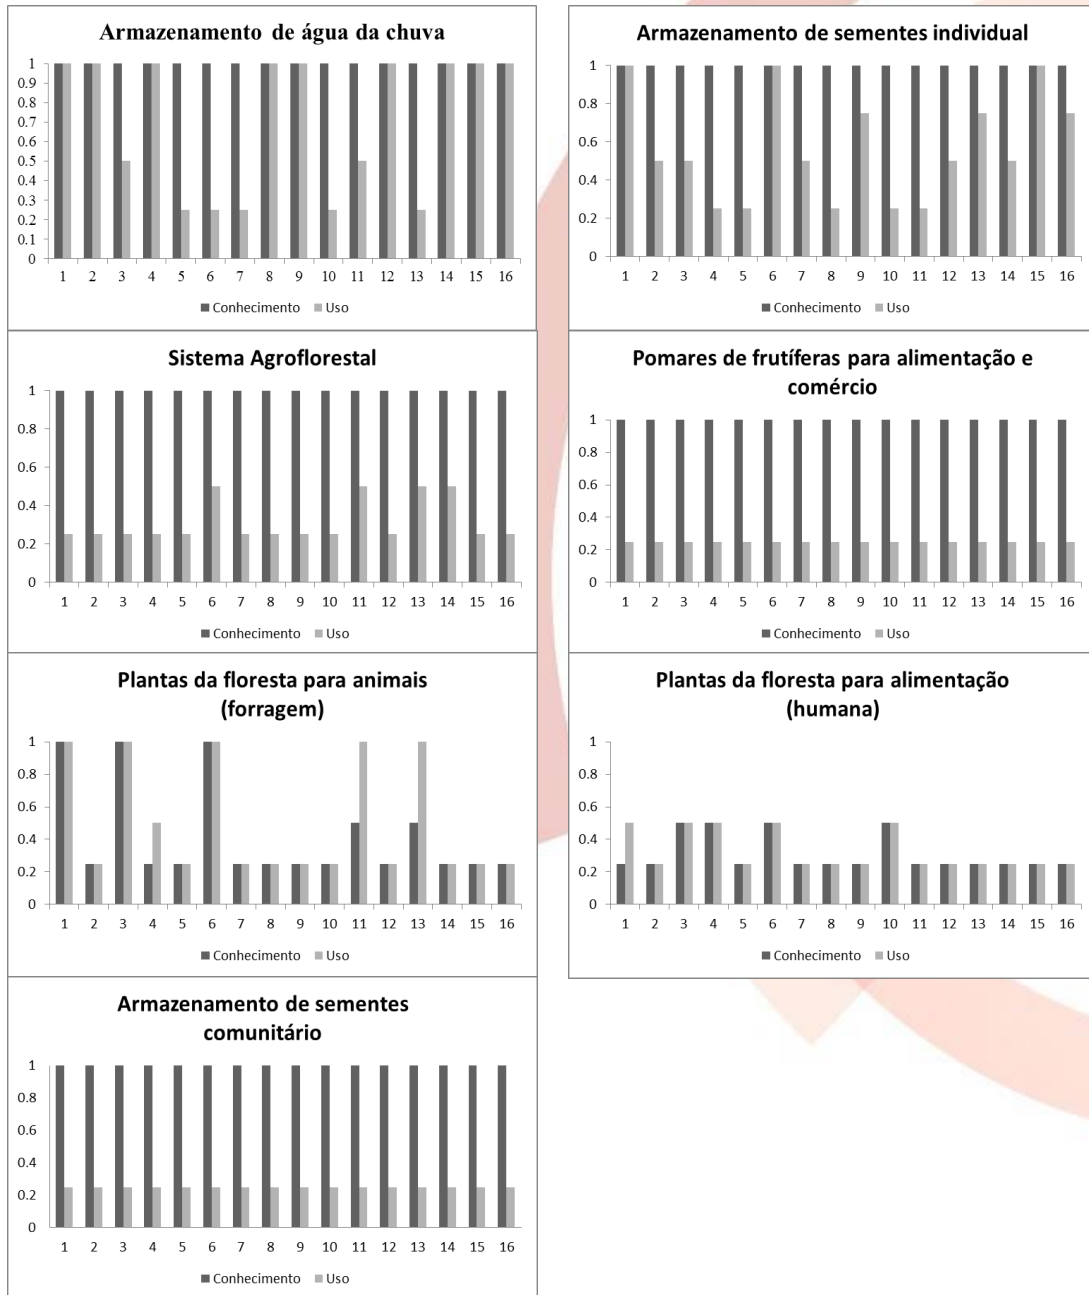 Armazenamento de água da chuva
1
0.9
0.8
0.7
0.6
0.5
0.4
0.3
0.2
0.1
0
1 2 3 4 5 6 7 8 9 10 11 12 13 14 15 16
Conhecimento Uso
Armazenamento de sementes individual
1
0.8
0.6
0.4
0.2
0
1 2 3 4 5 6 7 8 9 10 11 12 13 14 15 16
Conhecimento Uso
Sistema Agroflorestal
1
0.8
0.6
0.4
0.2
0
1 2 3 4 5 6 7 8 9 10 11 12 13 14 15 16
Conhecimento Uso
Pomares de frutíferas para alimentação e
comércio
1
0.8
0.6
0.4
0.2
0
1 2 3 4 5 6 7 8 9 10 11 12 13 14 15 16
Conhecimento Uso
Plantas da floresta para animais
(forragem)
1
0.8
0.6
0.4
0.2
0
1 2 3 4 5 6 7 8 9 10 11 12 13 14 15 16
Conhecimento Uso
Plantas da floresta para alimentação
(humana)
1
0.8
0.6
0.4
0.2
0
1 2 3 4 5 6 7 8 9 10 11 12 13 14 15 16
Conhecimento Uso
Armazenamento de sementes
comunitário
1
0.8
0.6
0.4
0.2
0
1 2 3 4 5 6 7 8 9 10 11 12 13 14 15 16
Conhecimento Uso